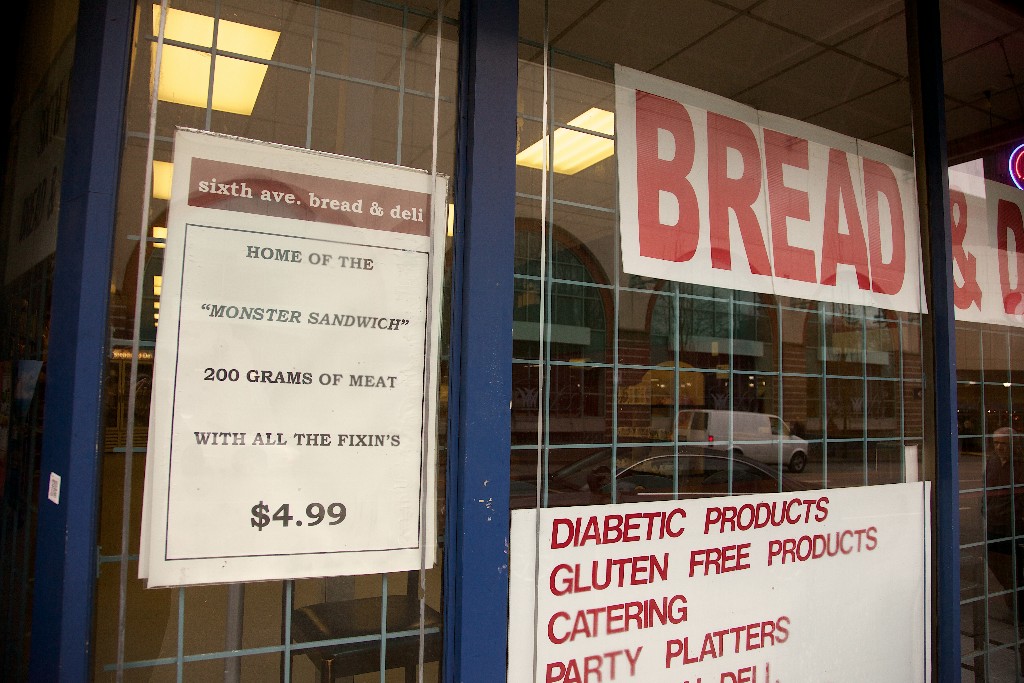 sixth ave. bread & deli
HOME OF THE
“MONSTER SANDWICH”
200 GRAMS OF MEAT
WITH ALL THE FIXIN'S
$4.99
BREAD & D
DIABETIC PRODUCTS
GLUTEN FREE PRODUCTS
CATERING
PARTY PLATTERS
DELI